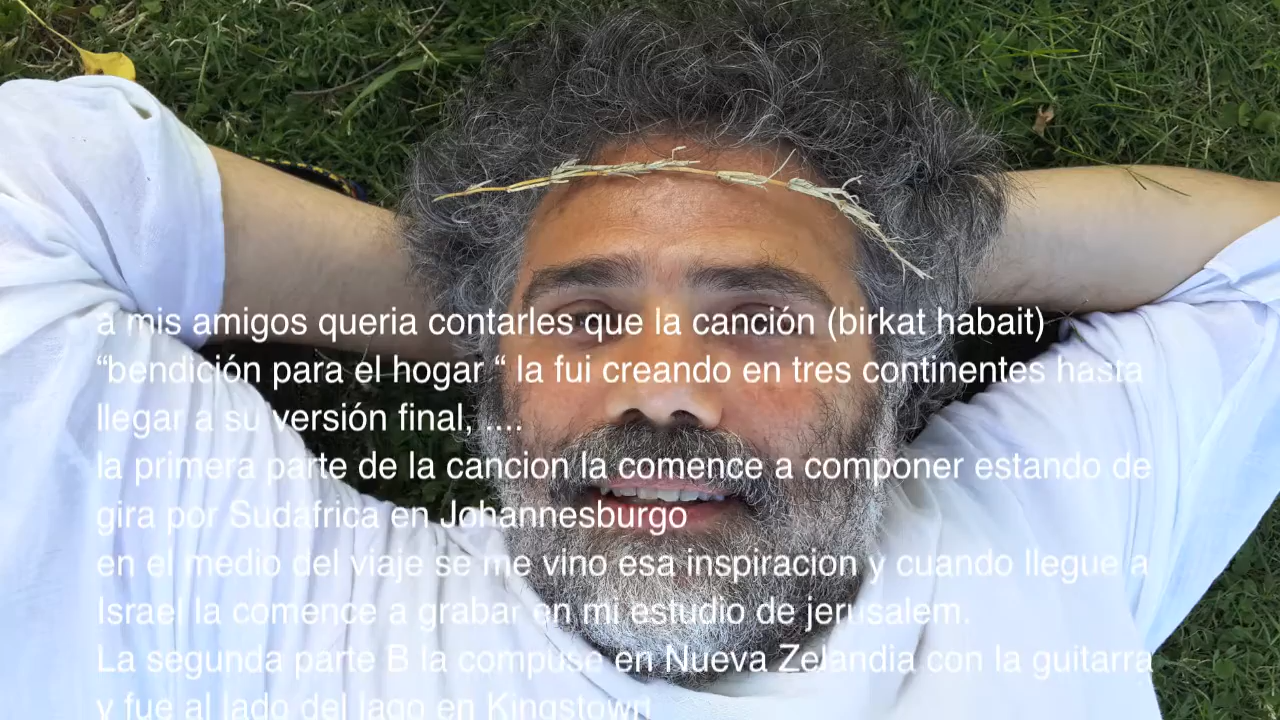 a mis amigos queria contarles que la canción (birkat habait)
“bendición para el hogar “ la fui creando en tres continentes hasta
llegar a su versión final, ....
la primera parte de la cancion la comence a componer estando de
gira por Sudáfrica en Johannesburgo
en el medio del viaje se me vino esa inspiracion y cuando llegue a
Israel la comence a grabar en mi estudio de jerusalem.
La segunda parte B la compuse en Nueva Zelandia con la guitarra
y fue al lado del lago en Kingstown